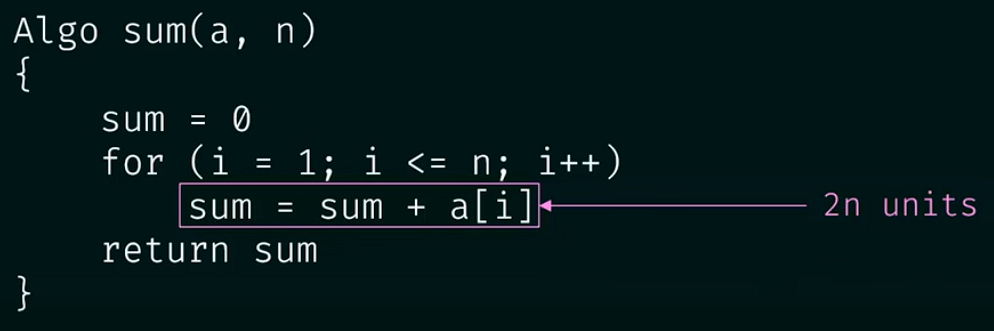 Algo sum(a, n)
{
sum = 0
for (i = 1; i <= n; i++)
sum = sum + a[i] 2n units
return sum
}